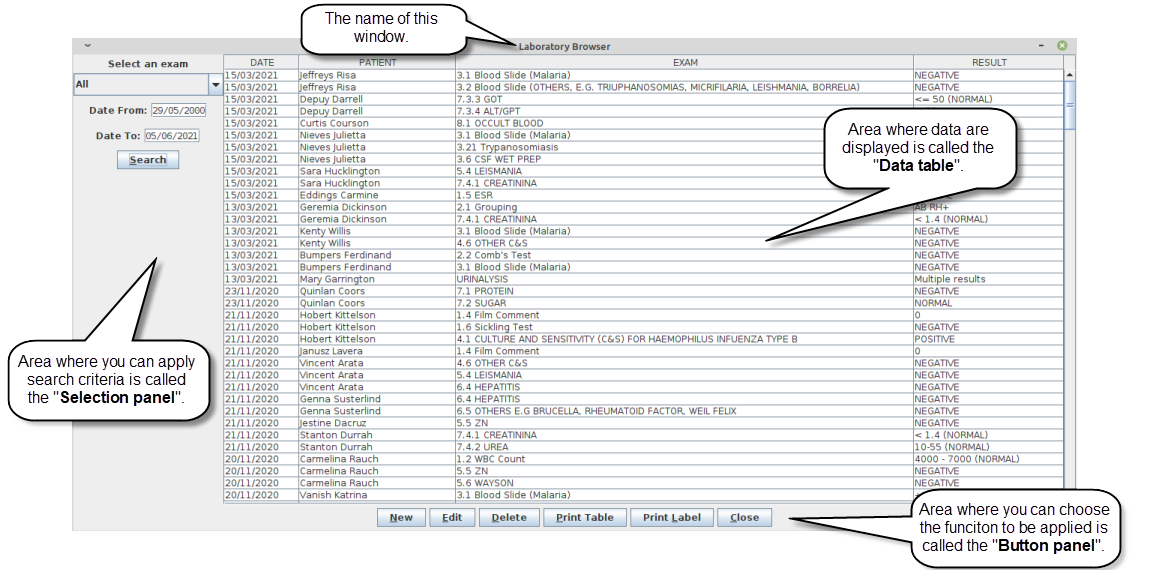 The name of this
window.
Laboratory Browser
Select an exam
All
Date From: 29/05/2000
Date To: 05/06/2021
Search
DATE PATIENT EXAM RESULT
15/03/2021 Jeffreys Risa 3.1 Blood Slide (Malaria) NEGATIVE
15/03/2021 Jeffreys Risa 3.2 Blood Slide (OTHERS, E.G. TRIUPHANOSOMIAS, MICRIFILARIA, LEISHMANIA, BORRELIA) NEGATIVE
15/03/2021 Depuy Darrell 7.3.3 GOT <= 50 (NORMAL)
15/03/2021 Depuy Darrell 7.3.4 ALT/GPT
15/03/2021 Curtis Courson 8.1 OCCULT BLOOD
15/03/2021 Nieves Julietta 3.1 Blood Slide (Malaria)
15/03/2021 Nieves Julietta 3.21 Trypanosomiasis
15/03/2021 Nieves Julietta 3.6 CSF WET PREP
15/03/2021 Sara Hucklington 5.4 LEISMANIA
15/03/2021 Sara Hucklington 7.4.1 CREATININA
15/03/2021 Eddings Carmine 1.5 ESR
13/03/2021 Geremia Dickinson 2.1 Grouping AB RH+
13/03/2021 Geremia Dickinson 7.4.1 CREATININA < 1.4 (NORMAL)
13/03/2021 Kenty Willis 3.1 Blood Slide (Malaria) NEGATIVE
13/03/2021 Kenty Willis 4.6 OTHER C&S NEGATIVE
13/03/2021 Bumpers Ferdinand 2.2 Comb's Test NEGATIVE
13/03/2021 Bumpers Ferdinand 3.1 Blood Slide (Malaria) NEGATIVE
13/03/2021 Mary Garrington URINALYSIS Multiple results
23/11/2020 Quinlan Coors 7.1 PROTEIN NEGATIVE
23/11/2020 Quinlan Coors 7.2 SUGAR NORMAL
21/11/2020 Hobert Kittelson 1.4 Film Comment 0
21/11/2020 Hobert Kittelson 1.6 Sickling Test NEGATIVE
21/11/2020 Hobert Kittelson 4.1 CULTURE AND SENSITIVITY (C&S) FOR HAEMOPHILUS INFUENZA TYPE B POSITIVE
21/11/2020 Janusz Lavera 1.4 Film Comment 0
21/11/2020 Vincent Arata 4.6 OTHER C&S NEGATIVE
21/11/2020 Vincent Arata 5.4 LEISMANIA NEGATIVE
21/11/2020 Vincent Arata 6.4 HEPATITIS NEGATIVE
21/11/2020 Genna Susterlind 6.4 HEPATITIS NEGATIVE
21/11/2020 Genna Susterlind 6.5 OTHERS E.G BRUCELLA, RHEUMATOID FACTOR, WEIL FELIX NEGATIVE
21/11/2020 Jestine Dacruz 5.5 ZN NEGATIVE
21/11/2020 Stanton Durrah 7.4.1 CREATININA < 1.4 (NORMAL)
21/11/2020 Stanton Durrah 7.4.2 UREA 10-55 (NORMAL)
20/11/2020 Carmelina Rauch 1.2 WBC Count 4000 - 7000 (NORMAL)
20/11/2020 Carmelina Rauch 5.5 ZN NEGATIVE
20/11/2020 Carmelina Rauch 5.6 WAYSON NEGATIVE
20/11/2020 Vanish Katrina 3.1 Blood Slide (Malaria)
Area where data are
displayed is called the
"Data table".
Area where you can apply
search criteria is called
the "Selection panel".
New Edit Delete Print Table Print Label Close
Area where you can choose
the funciton to be applied is
called the "Button panel".